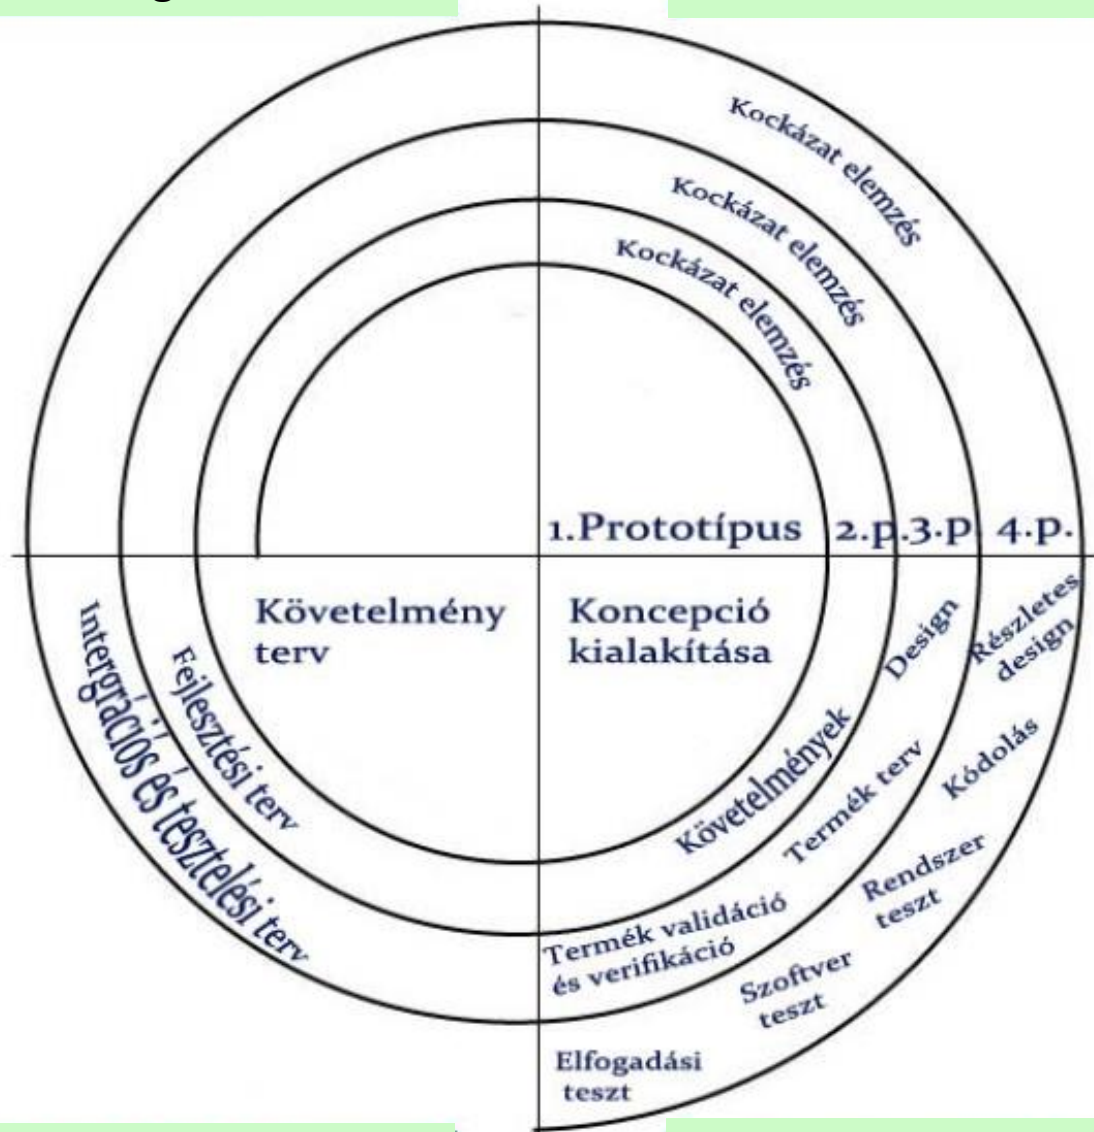 Kockázat elemzés
Kockázat elemzés
Kockázat elemzés
1.Prototípus
2.p.
3.p
4.p.
Követelmény
terv
Koncepció
kialakítása
Design
Részletes
design
Fejlesztési terv
Intergrációs és tesztelési terv
Követelmények
Termék terv
Kódolás
Rendszer
teszt
Termék validáció
és verifikáció
Szoftver
teszt
Elfogadási
teszt